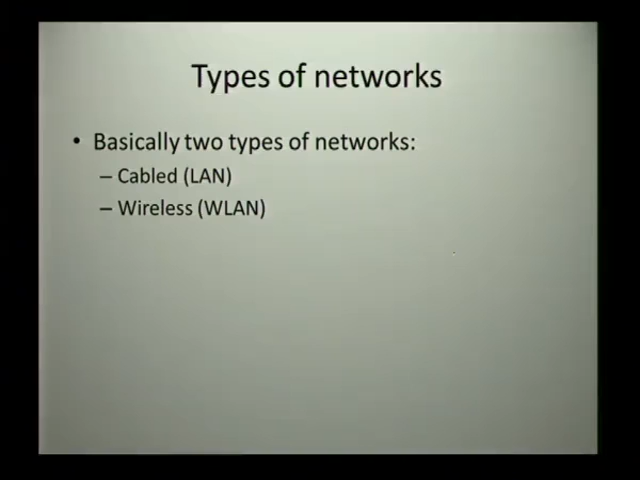 Types of networks
• Basically two types of networks:
– Cabled (LAN)
– Wireless (WLAN)